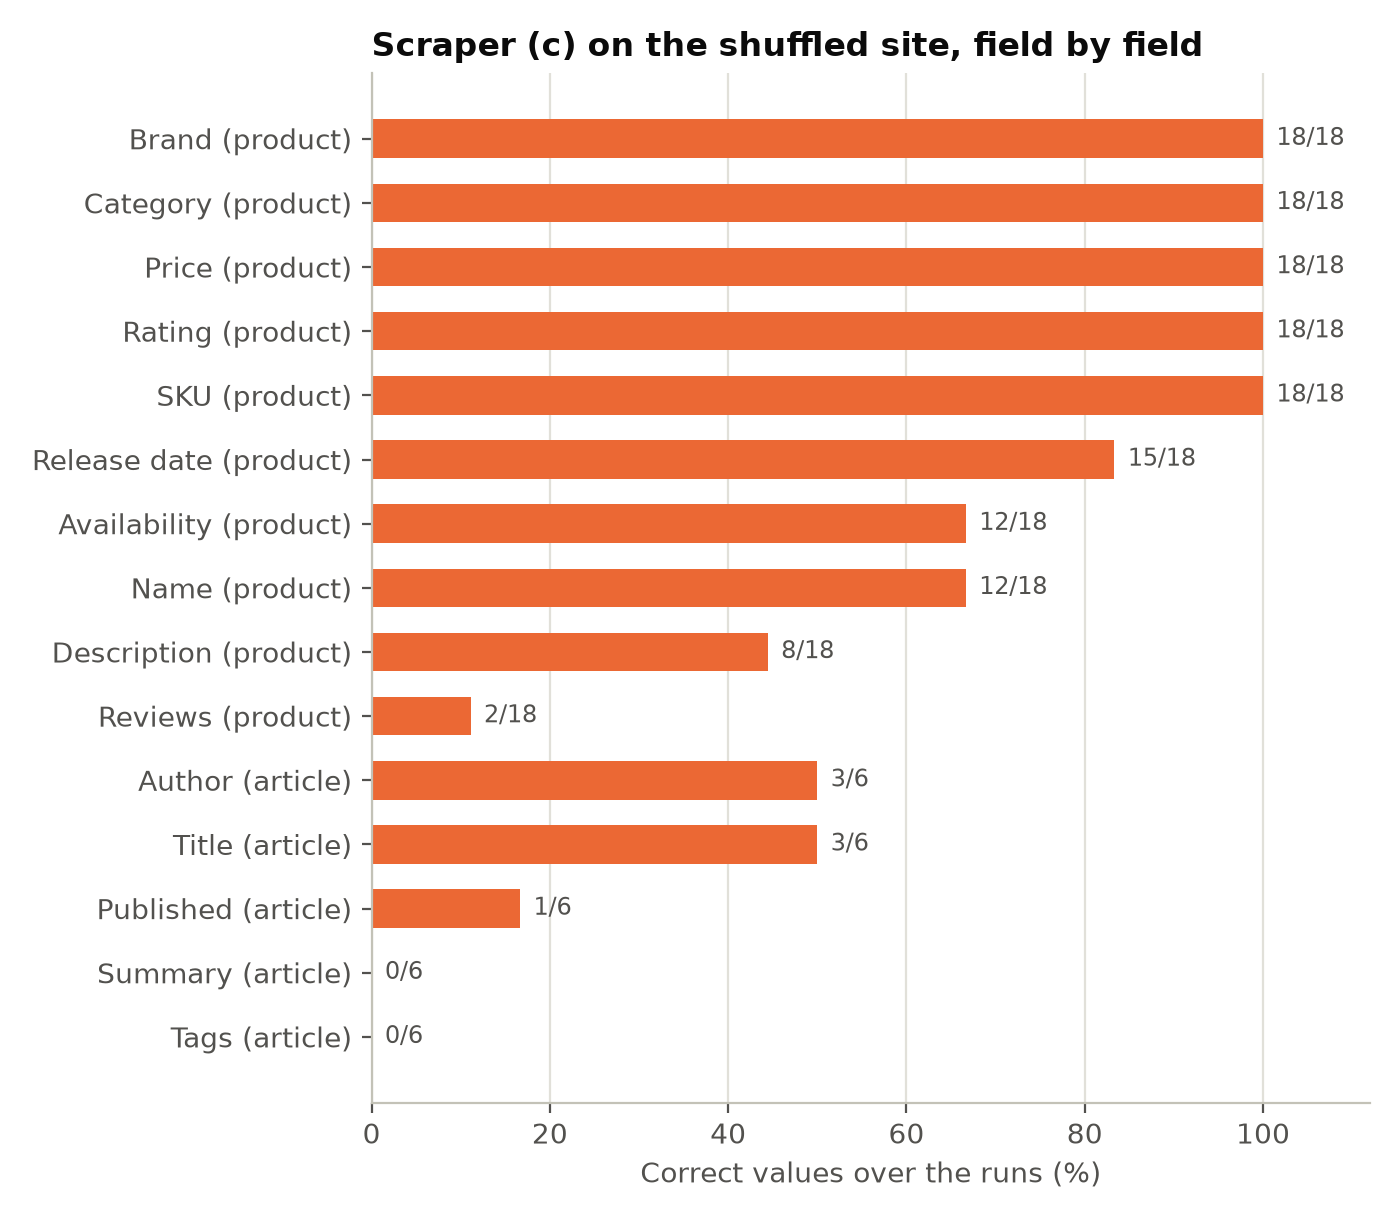 Scraper (c) on the shuffled site, field by field
Brand (product) 18/18
Category (product) 18/18
Price (product) 18/18
Rating (product) 18/18
SKU (product) 18/18
Release date (product) 15/18
Availability (product) 12/18
Name (product) 12/18
Description (product) 8/18
Reviews (product) 2/18
Author (article) 3/6
Title (article) 3/6
Published (article) 1/6
Summary (article) 0/6
Tags (article) 0/6
0 20 40 60 80 100
Correct values over the runs (%)